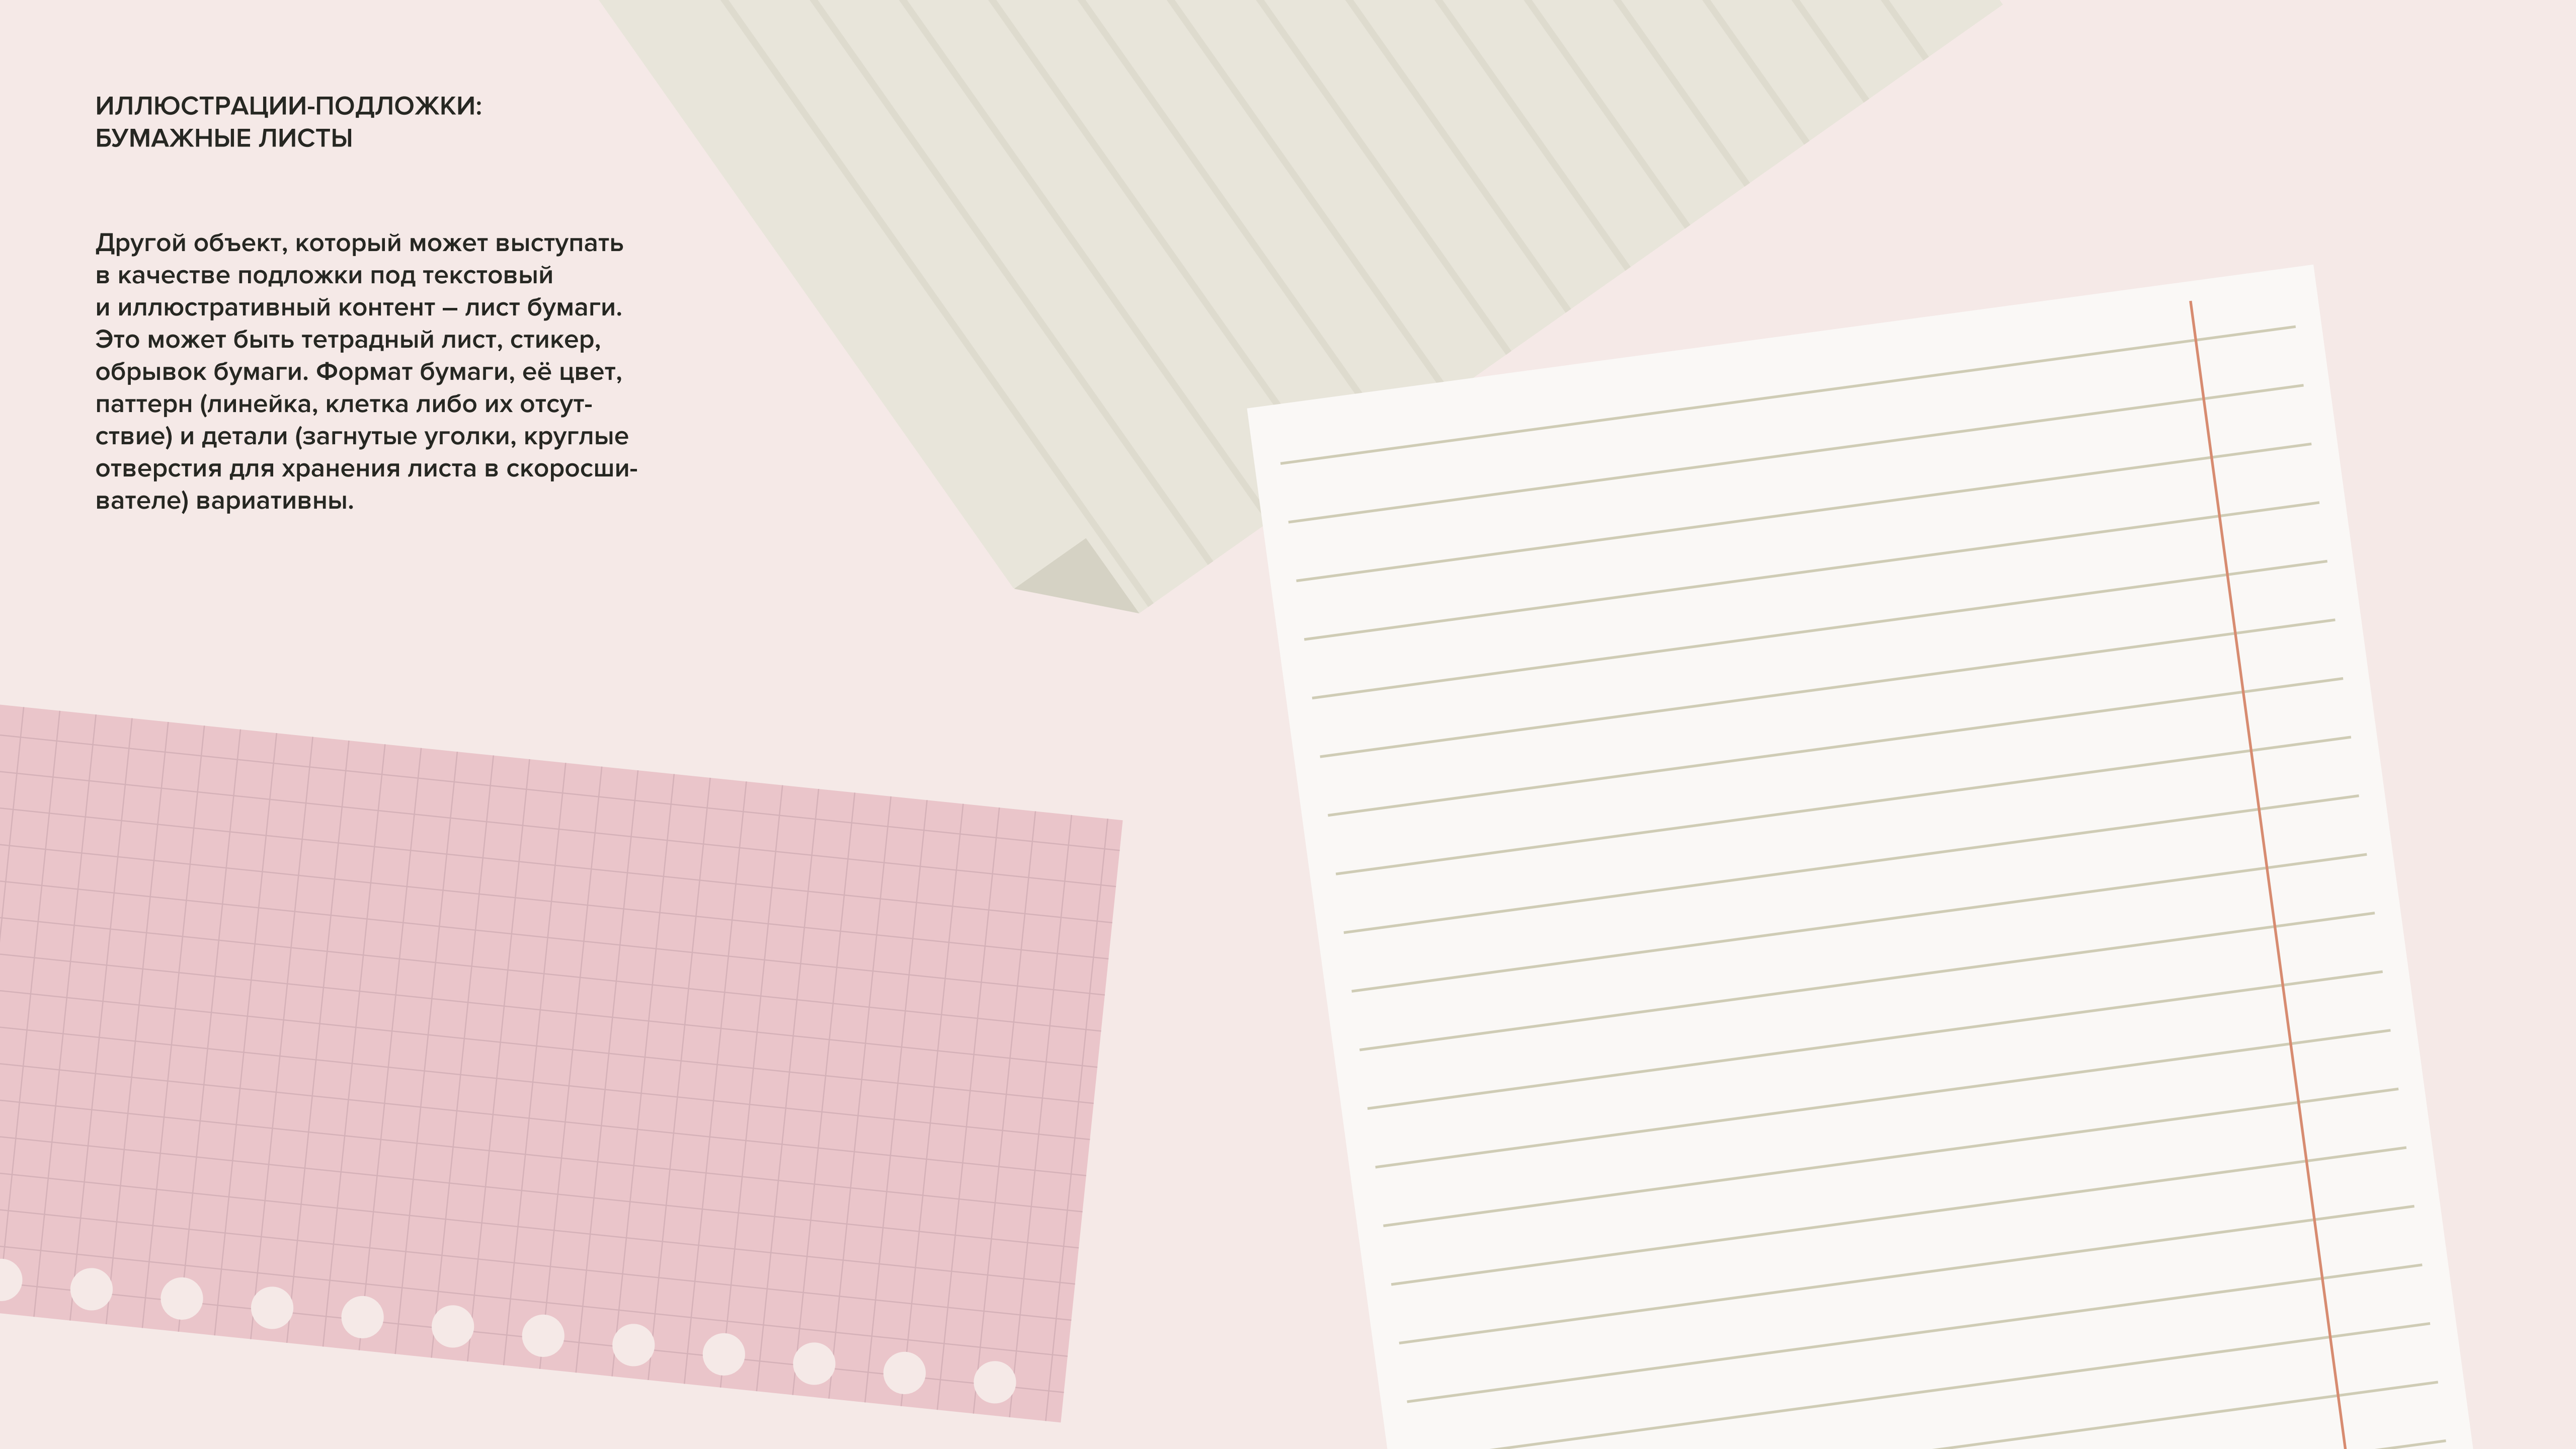 ИЛЛЮСТРАЦИИ-ПОДЛОЖКИ:
БУМАЖНЫЕ ЛИСТЫ
Другой объект, который может выступать
в качестве подложки под текстовый
и иллюстративный контент – лист бумаги.
Это может быть тетрадный лист, стикер,
обрывок бумаги. Формат бумаги, её цвет,
паттерн (линейка, клетка либо их отсут-
ствие) и детали (загнутые уголки, круглые
отверстия для хранения листа в скоросши-
вателе) вариативны.